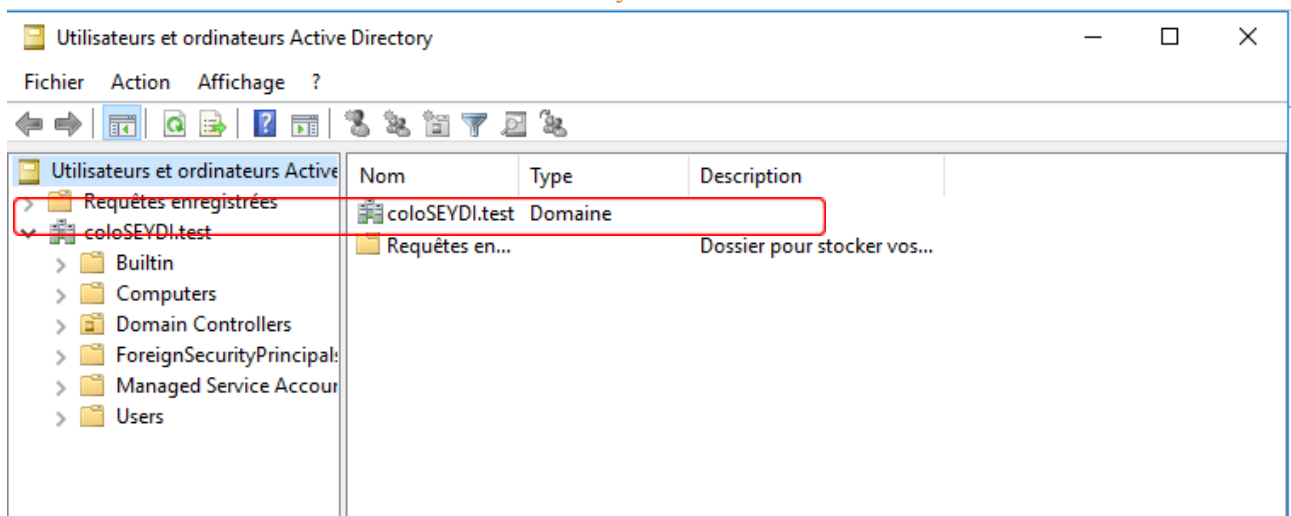 Utilisateurs et ordinateurs Active Directory
Fichier Action Affichage ?
Utilisateurs et ordinateurs Active
Requêtes enregistrées
coloSEYDI.test
Builtin
Computers
Domain Controllers
ForeignSecurityPrincipals
Managed Service Accour
Users
Nom Type Description
coloSEYDI.test Domaine
Requêtes en... Dossier pour stocker vos...